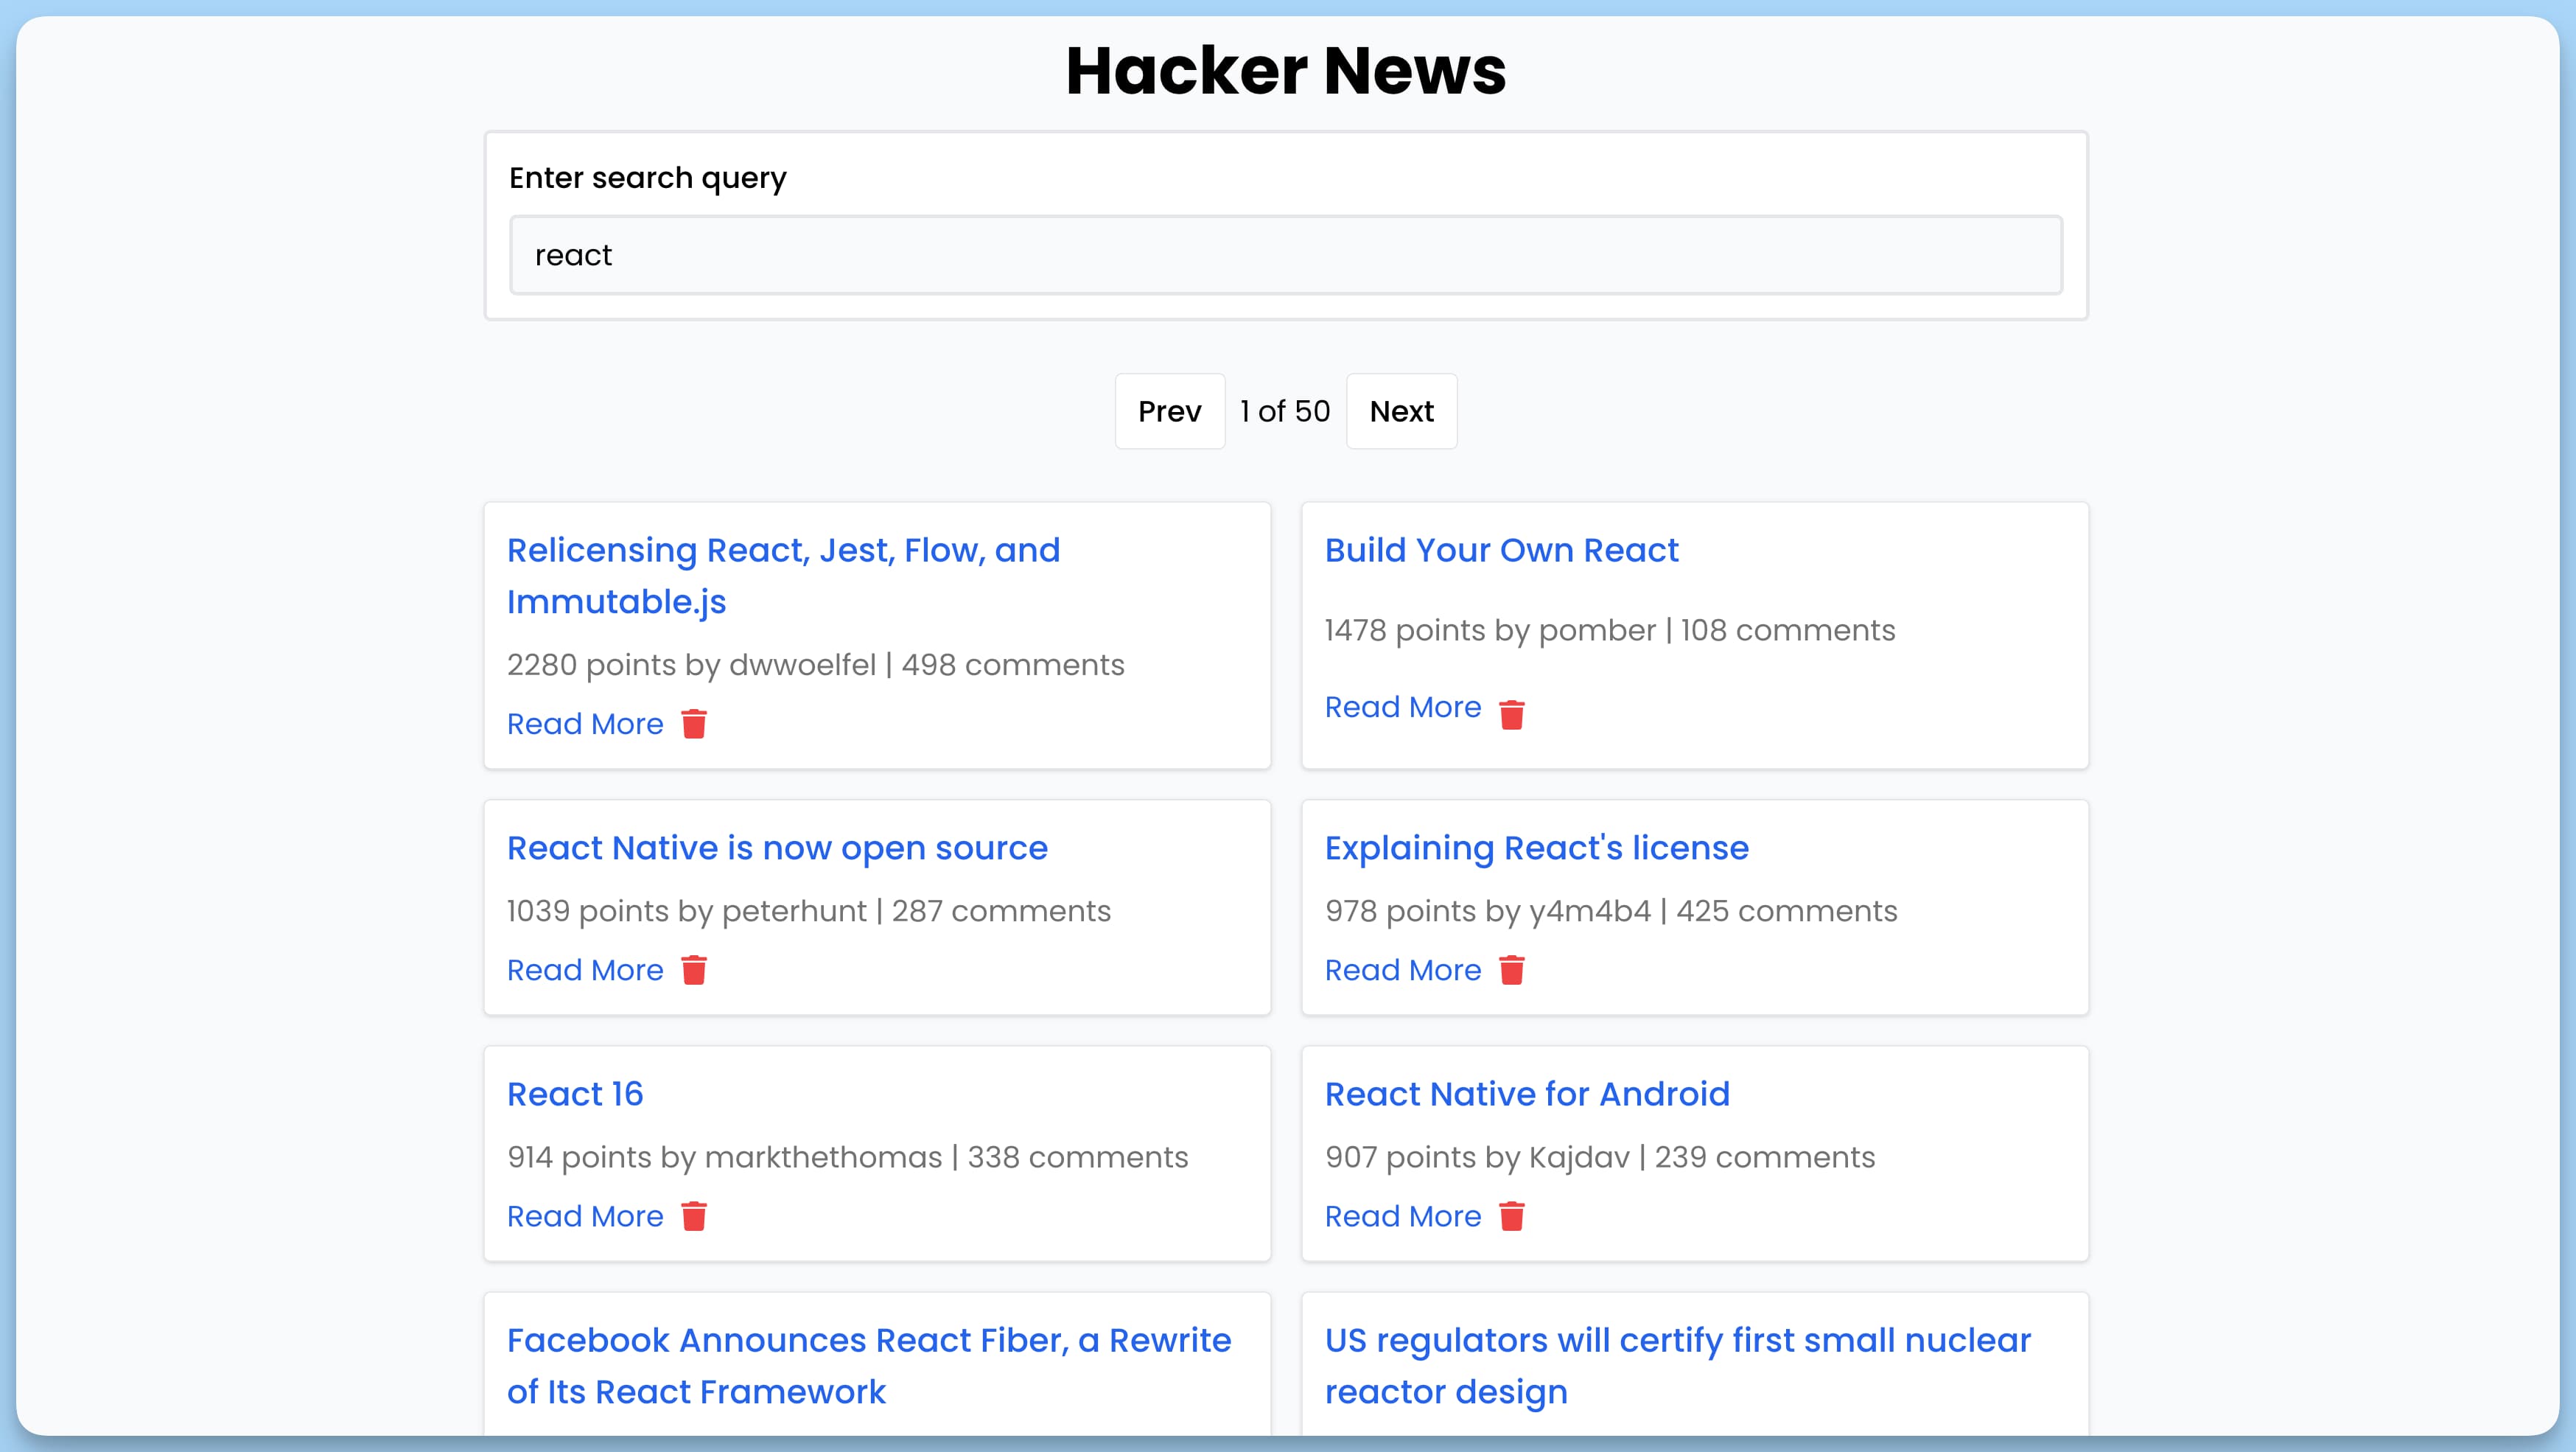 Hacker News
Enter search query
react
Prev 1 of 50 Next
Relicensing React, Jest, Flow, and
Immutable.js
2280 points by dwwoelfel | 498 comments
Read More
Build Your Own React
1478 points by pomber | 108 comments
Read More
React Native is now open source
1039 points by peterhunt | 287 comments
Read More
Explaining React's license
978 points by y4m4b4 | 425 comments
Read More
React 16
914 points by markthethomas | 338 comments
Read More
React Native for Android
907 points by Kajdav | 239 comments
Read More
Facebook Announces React Fiber, a Rewrite
of Its React Framework
US regulators will certify first small nuclear
reactor design